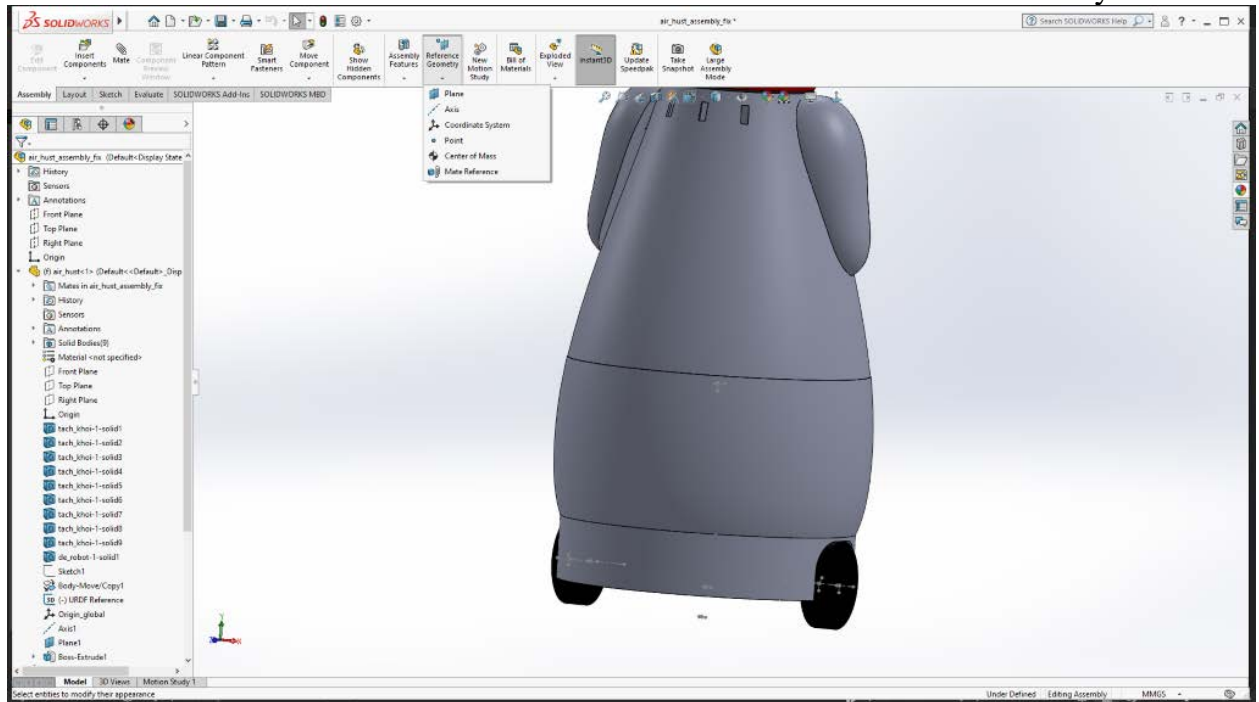 SOLIDWORKS
air_hust_assembly_fix *
Search SOLIDWORKS Help
Edit Component
Insert Components
Mate
Component Preview Window
Linear Component Pattern
Smart Fasteners
Move Component
Show Hidden Components
Assembly Features
Reference Geometry
New Motion Study
Bill of Materials
Exploded View
Instant3D
Update Speedpak
Take Snapshot
Large Assembly Mode
Assembly Layout Sketch Evaluate SOLIDWORKS Add-Ins SOLIDWORKS MBD
Plane
Axis
Coordinate System
Point
Center of Mass
Mate Reference
air_hust_assembly_fix (Default<Display State
History
Sensors
Annotations
Front Plane
Top Plane
Right Plane
Origin
(f) air_hust<1> (Default<<Default>_Disp
Mates in air_hust_assembly_fix
History
Sensors
Annotations
Solid Bodies(9)
Material <not specified>
Front Plane
Top Plane
Right Plane
Origin
tach_khoi-1-solid1
tach_khoi-1-solid2
tach_khoi-1-solid3
tach_khoi-1-solid4
tach_khoi-1-solid5
tach_khoi-1-solid6
tach_khoi-1-solid7
tach_khoi-1-solid8
tach_khoi-1-solid9
de_robot-1-solid1
Sketch1
Body-Move/Copy1
3D (-) URDF Reference
Origin_global
Axis1
Plane1
Boss-Extrude1
Model 3D Views Motion Study 1
Select entities to modify their appearance
Under Defined Editing Assembly MMGS